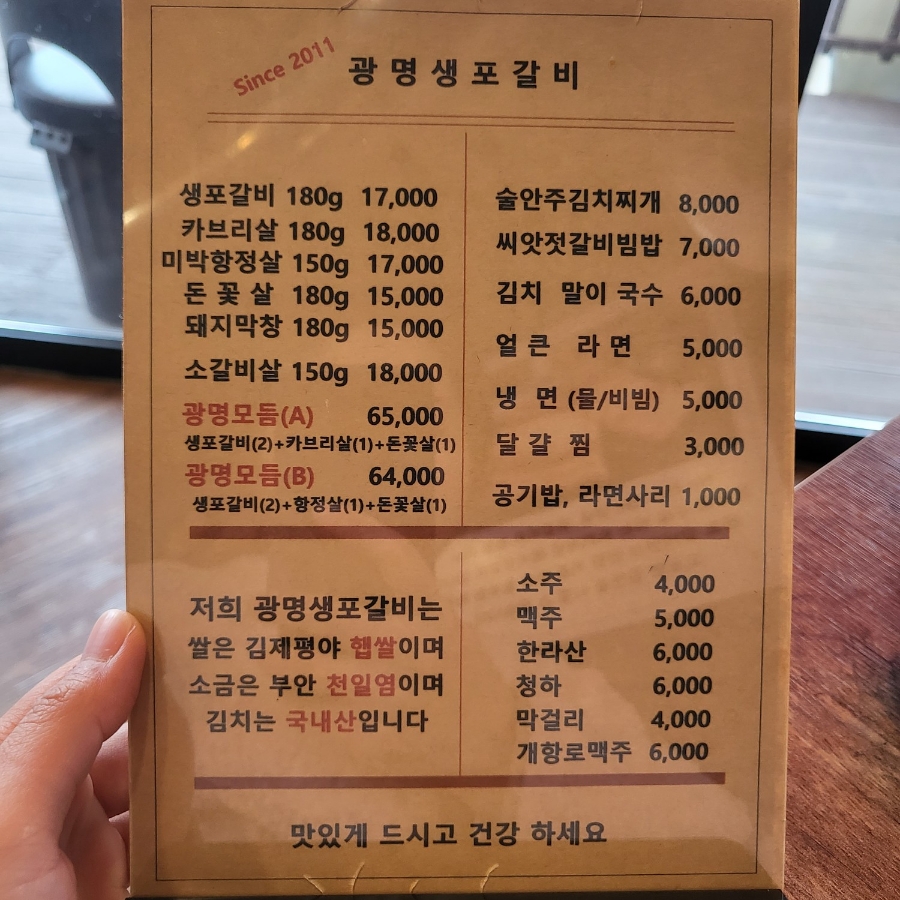 Since 2011
광명생포갈비
생포갈비 180g 17,000
카브리살 180g 18,000
미박항정살 150g 17,000
돈 꽃 살 180g 15,000
돼지막창 180g 15,000
소갈비살 150g 18,000
광명모듬(A) 65,000
생포갈비(2)+카브리살(1)+돈꽃살(1)
광명모듬(B) 64,000
생포갈비(2)+항정살(1)+돈꽃살(1)
술안주김치찌개 8,000
씨앗젓갈비빔밥 7,000
김치 말이 국수 6,000
얼 큰 라 면 5,000
냉 면 (물/비빔) 5,000
달 걀 찜 3,000
공기밥, 라면사리 1,000
저희 광명생포갈비는
쌀은 김제평야 햅쌀이며
소금은 부안 천일염이며
김치는 국내산입니다
소주 4,000
맥주 5,000
한라산 6,000
청하 6,000
막걸리 4,000
개항로맥주 6,000
맛있게 드시고 건강 하세요